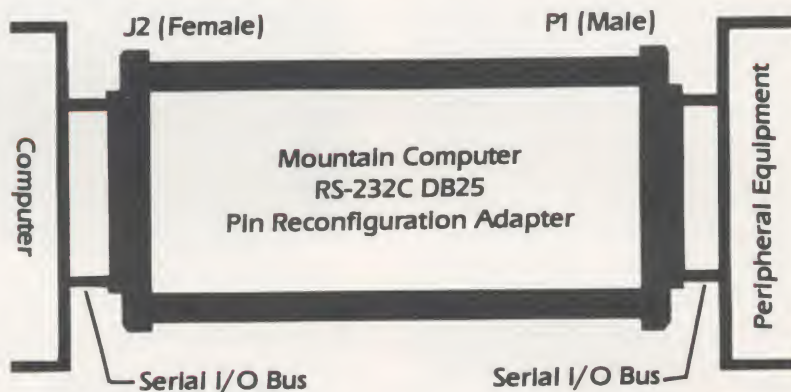 J2 (Female)
P1 (Male)
Computer
Mountain Computer
RS-232C DB25
Pin Reconfiguration Adapter
Peripheral Equipment
Serial I/O Bus
Serial I/O Bus